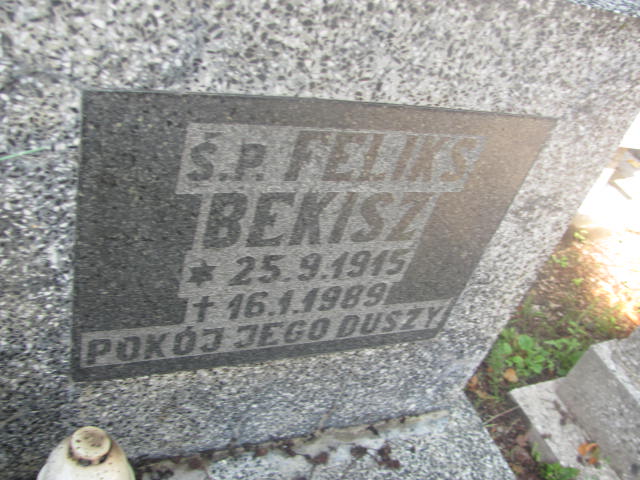 Ś.P. FELIKS
BEKISZ
* 25.9.1915
✝ 16.1.1989
POKÓJ JEGO DUSZY